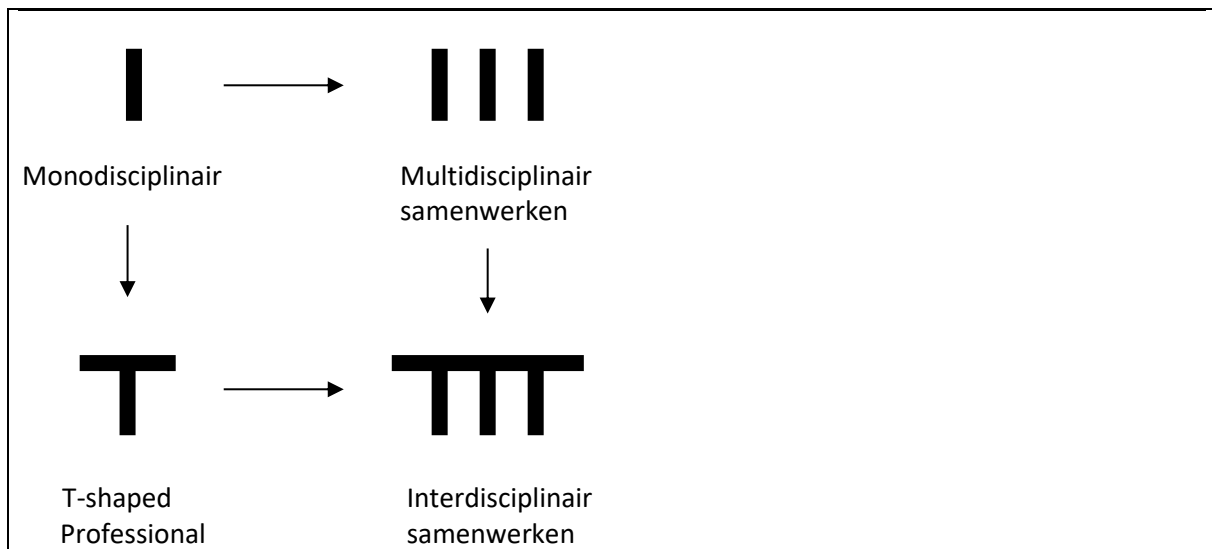 Monodisciplinair
Multidisciplinair
samenwerken
T-shaped
Professional
Interdisciplinair
samenwerken